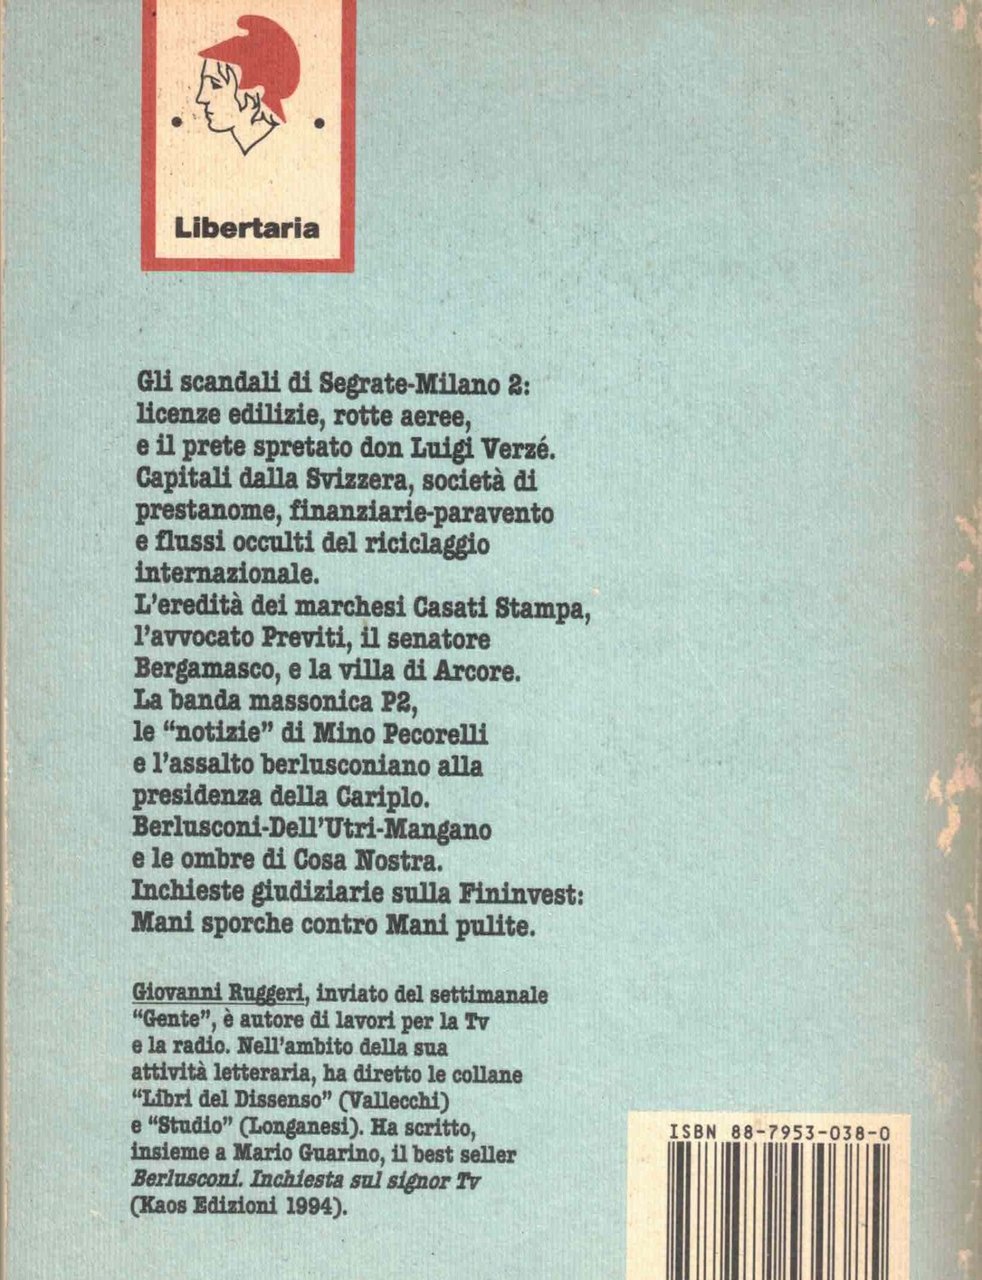 Libertaria
Gli scandali di Segrate-Milano 2:
licenze edilizie, rotte aeree,
e il prete spretato don Luigi Verzé.
Capitali dalla Svizzera, società di
prestanome, finanziarie-paravento
e flussi occulti del riciclaggio
internazionale.
L'eredità dei marchesi Casati Stampa,
l'avvocato Previti, il senatore
Bergamasco, e la villa di Arcore.
La banda massonica P2,
le “notizie” di Mino Pecorelli
e l'assalto berlusconiano alla
presidenza della Cariplo.
Berlusconi-Dell'Utri-Mangano
e le ombre di Cosa Nostra.
Inchieste giudiziarie sulla Fininvest:
Mani sporche contro Mani pulite.
Giovanni Ruggeri, inviato del settimanale
“Gente”, è autore di lavori per la Tv
e la radio. Nell'ambito della sua
attività letteraria, ha diretto le collane
“Libri del Dissenso” (Vallecchi)
e “Studio” (Longanesi). Ha scritto,
insieme a Mario Guarino, il best seller
Berlusconi. Inchiesta sul signor Tv
(Kaos Edizioni 1994).
ISBN 88-7953-038-0